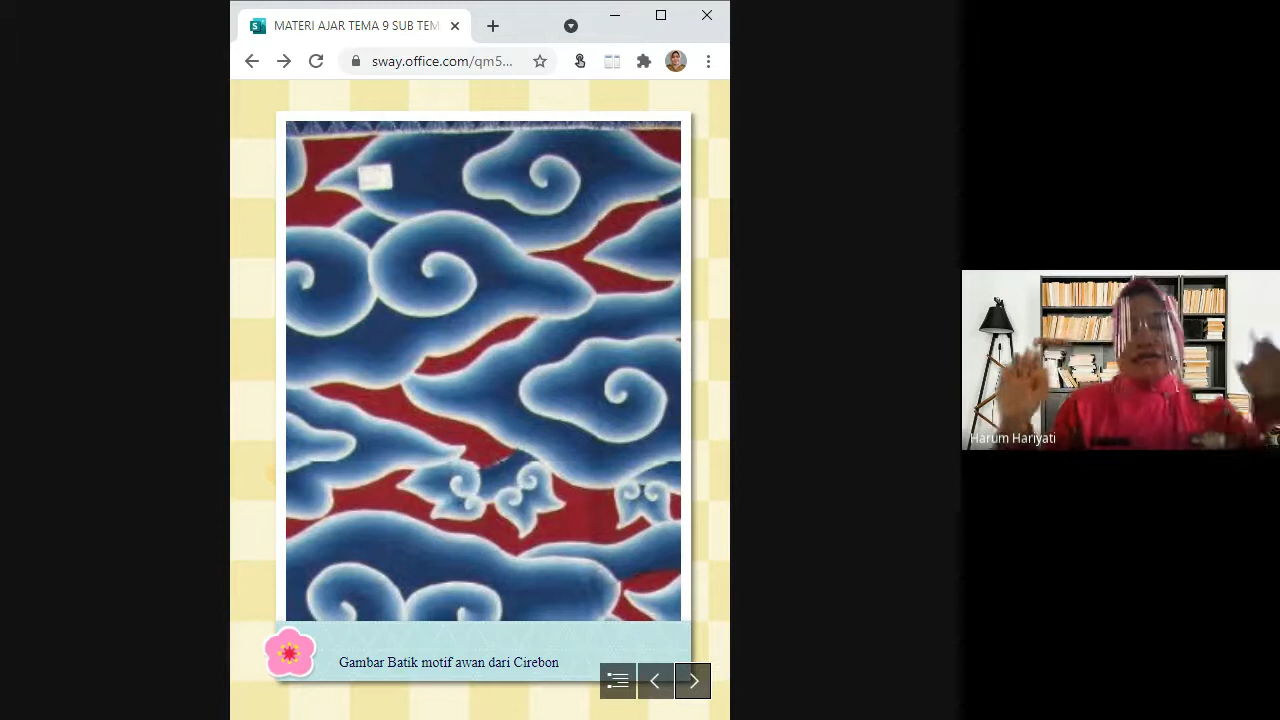 MATERI AJAR TEMA 9 SUB TEM
sway.office.com/qm5...
Gambar Batik motif awan dari Cirebon
Harum Hariyati